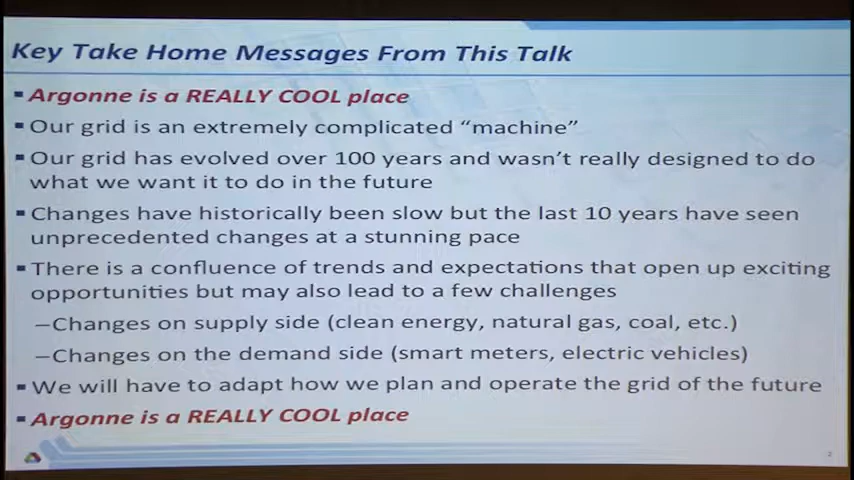 Key Take Home Messages From This Talk
▪ Argonne is a REALLY COOL place
▪ Our grid is an extremely complicated “machine”
▪ Our grid has evolved over 100 years and wasn’t really designed to do
what we want it to do in the future
▪ Changes have historically been slow but the last 10 years have seen
unprecedented changes at a stunning pace
▪ There is a confluence of trends and expectations that open up exciting
opportunities but may also lead to a few challenges
–Changes on supply side (clean energy, natural gas, coal, etc.)
–Changes on the demand side (smart meters, electric vehicles)
▪ We will have to adapt how we plan and operate the grid of the future
▪ Argonne is a REALLY COOL place
2